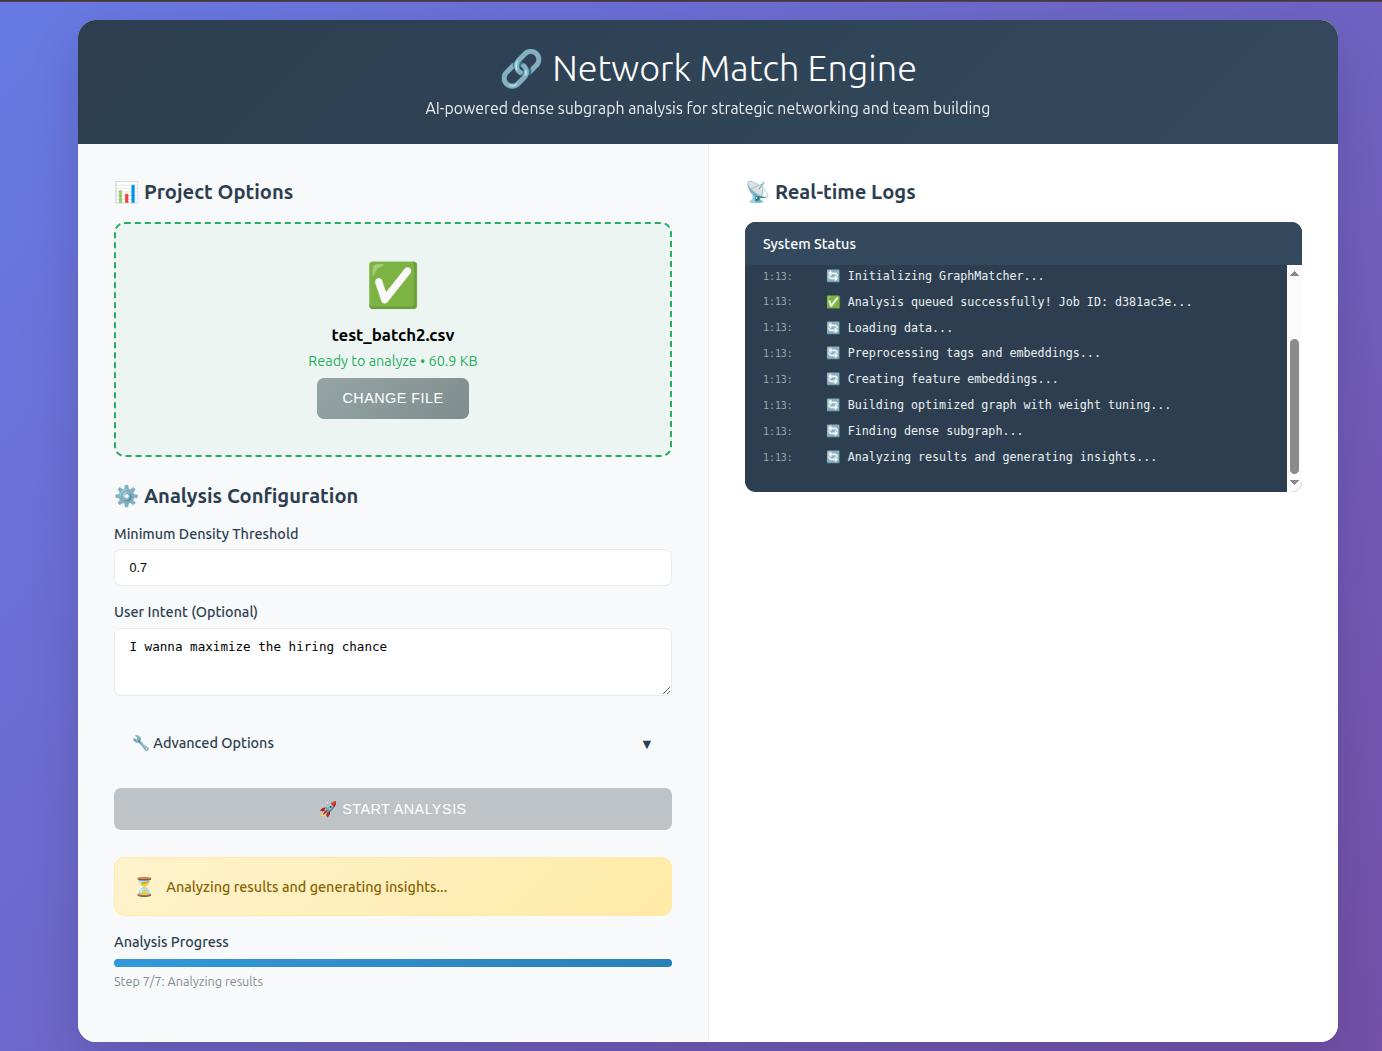 🔗 Network Match Engine
AI-powered dense subgraph analysis for strategic networking and team building
📊 Project Options
✅
test_batch2.csv
Ready to analyze • 60.9 KB
CHANGE FILE
⚙️ Analysis Configuration
Minimum Density Threshold
0.7
User Intent (Optional)
I wanna maximize the hiring chance
🔧 Advanced Options ▼
🚀 START ANALYSIS
⏳ Analyzing results and generating insights...
Analysis Progress
Step 7/7: Analyzing results
📡 Real-time Logs
System Status
1:13: 🔄 Initializing GraphMatcher...
1:13: ✅ Analysis queued successfully! Job ID: d381ac3e...
1:13: 🔄 Loading data...
1:13: 🔄 Preprocessing tags and embeddings...
1:13: 🔄 Creating feature embeddings...
1:13: 🔄 Building optimized graph with weight tuning...
1:13: 🔄 Finding dense subgraph...
1:13: 🔄 Analyzing results and generating insights...